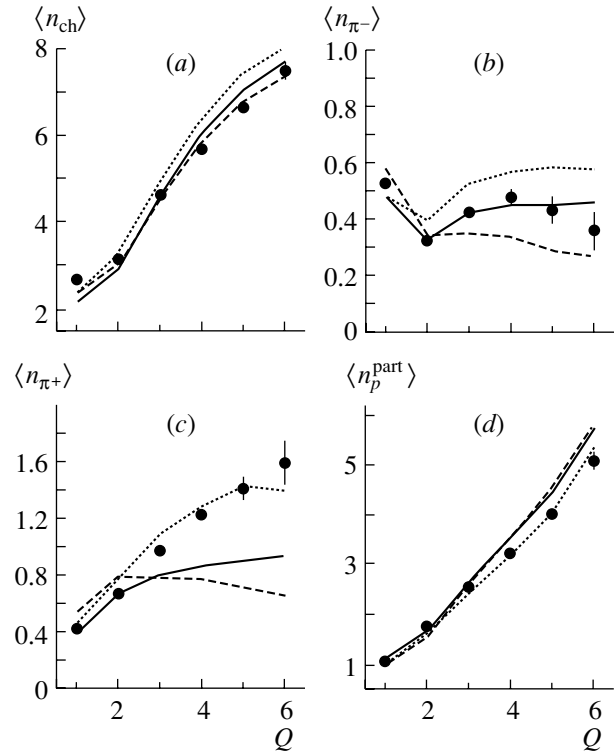 ⟨n_ch⟩
(a)
8
6
4
2
⟨n_π−⟩
(b)
1.0
0.8
0.6
0.4
0.2
0
⟨n_π+⟩
(c)
1.6
1.2
0.8
0.4
0
2 4 6
Q
⟨n_p^part⟩
(d)
5
3
1
2 4 6
Q